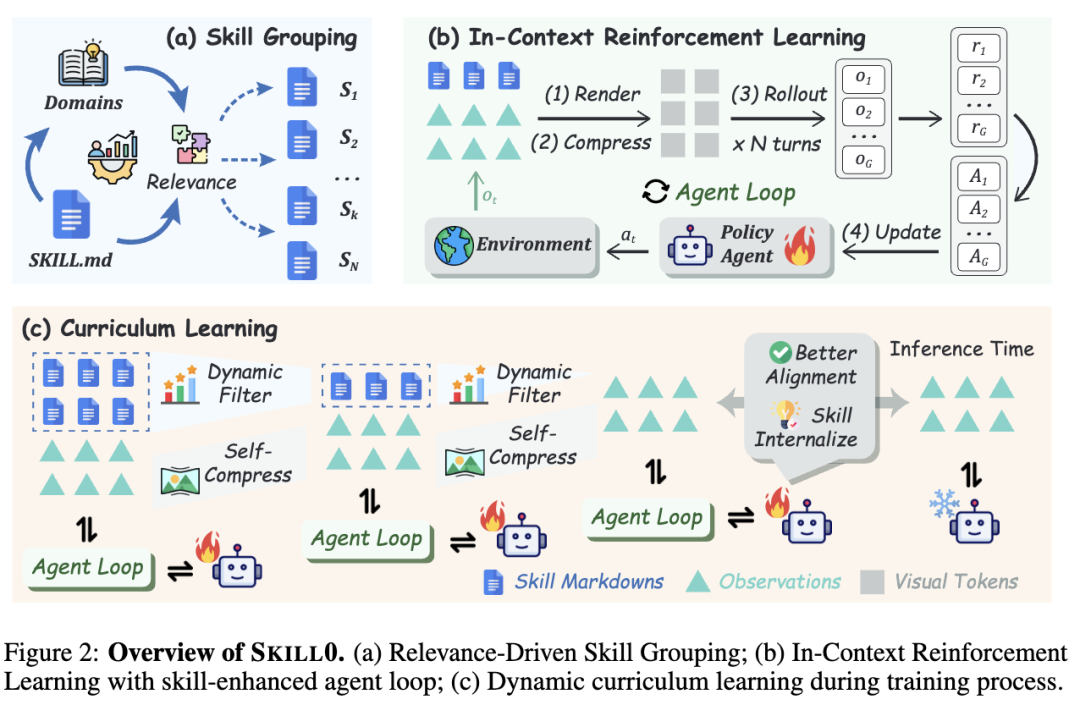 (a) Skill Grouping
Domains
Relevance
SKILL.md
S1
S2
...
Sk
SN
(b) In-Context Reinforcement Learning
(1) Render
(2) Compress
(3) Rollout
x N turns
o1
o2
...
oG
r1
r2
...
rG
A1
A2
...
AG
ot
Agent Loop
Environment
at
Policy
Agent
(4) Update
(c) Curriculum Learning
Dynamic
Filter
Self-
Compress
Agent Loop
Dynamic
Filter
Self-
Compress
Agent Loop
Agent Loop
Better
Alignment
Skill
Internalize
Inference Time
Skill Markdowns
Observations
Visual Tokens
Figure 2: Overview of SKILL0. (a) Relevance-Driven Skill Grouping; (b) In-Context Reinforcement
Learning with skill-enhanced agent loop; (c) Dynamic curriculum learning during training process.